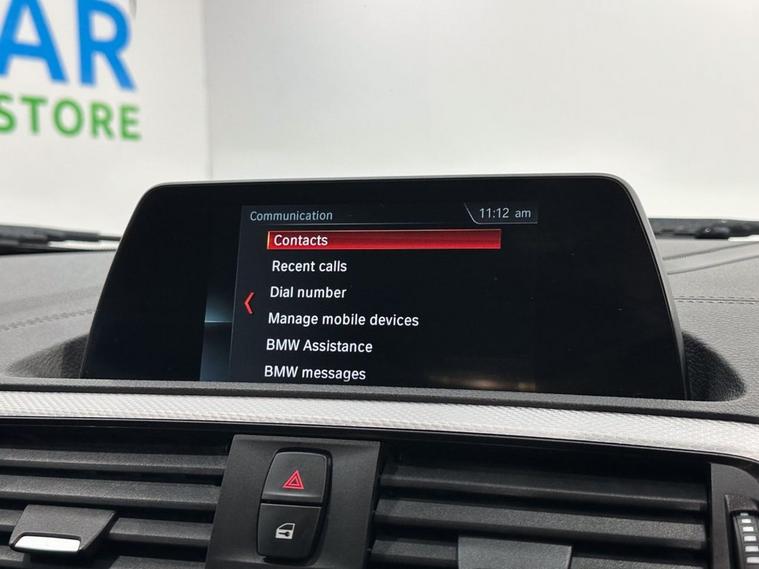 AR
STORE
Communication
11:12 am
Contacts
Recent calls
Dial number
Manage mobile devices
BMW Assistance
BMW messages